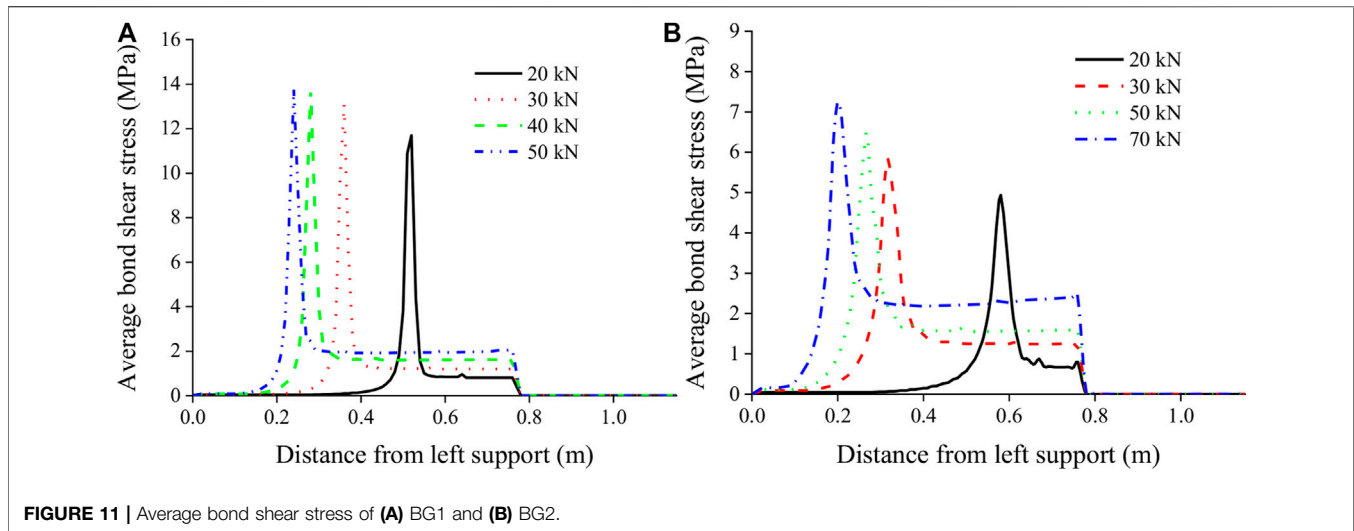 A
Average bond shear stress (MPa)
16
14
12
10
8
6
4
2
0
0.0 0.2 0.4 0.6 0.8 1.0
Distance from left support (m)
20 kN
30 kN
40 kN
50 kN
B
Average bond shear stress (MPa)
9
8
7
6
5
4
3
2
1
0
0.0 0.2 0.4 0.6 0.8 1.0
Distance from left support (m)
20 kN
30 kN
50 kN
70 kN
FIGURE 11 | Average bond shear stress of (A) BG1 and (B) BG2.